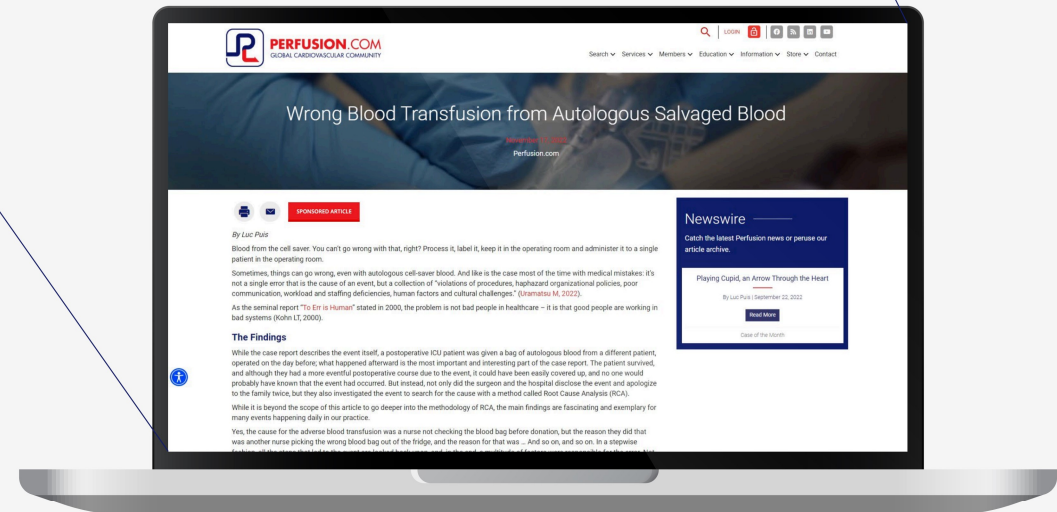 PERFUSION.COM
GLOBAL CARDIOVASCULAR COMMUNITY
LOGIN
Search Services Members Education Information Store Contact
Wrong Blood Transfusion from Autologous Salvaged Blood
Perfusion.com
SPONSORED ARTICLE
By Luc Puis
Blood from the cell saver. You can't go wrong with that, right? Process it, label it, keep it in the operating room and administer it to a single
patient in the operating room.
Sometimes, things can go wrong, even with autologous cell-saver blood. And like is the case most of the time with medical mistakes: it's
not a single error that is the cause of an event, but a collection of "violations of procedures, haphazard organizational policies, poor
communication, workload and staffing deficiencies, human factors and cultural challenges." (Uramatsu M, 2022).
As the seminal report "To Err is Human" stated in 2000, the problem is not bad people in healthcare – it is that good people are working in
bad systems (Kohn LT, 2000).
The Findings
While the case report describes the event itself, a postoperative ICU patient was given a bag of autologous blood from a different patient,
operated on the day before; what happened afterward is the most important and interesting part of the case report. The patient survived,
and although they had a more eventful postoperative course due to the event, it could have been easily covered up, and no one would
probably have known that the event had occurred. But instead, not only did the surgeon and the hospital disclose the event and apologize
to the family twice, but they also investigated the event to search for the cause with a method called Root Cause Analysis (RCA).
While it is beyond the scope of this article to go deeper into the methodology of RCA, the main findings are fascinating and exemplary for
many events happening daily in our practice.
Yes, the cause for the adverse blood transfusion was a nurse not checking the blood bag before donation, but the reason they did that
was another nurse picking the wrong blood bag out of the fridge, and the reason for that was ... And so on, and so on. In a stepwise
Newswire
Catch the latest Perfusion news or peruse our
article archive.
Playing Cupid, an Arrow Through the Heart
By Luc Puis | September 22, 2022
Read More
Case of the Month